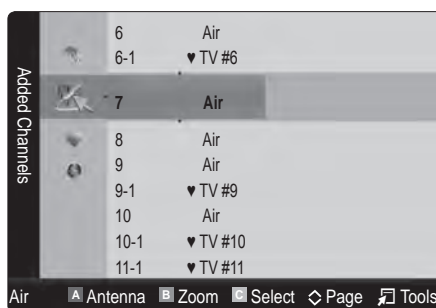 Added Channels
6 Air
6-1 ♥ TV #6
7 Air
8 Air
9 Air
9-1 ♥ TV #9
10 Air
10-1 ♥ TV #10
11-1 ♥ TV #11
Air A Antenna B Zoom C Select Page Tools